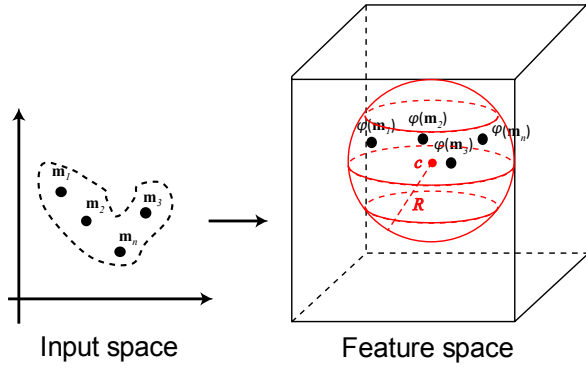 m₁
m₂
m₃
mₙ
Input space
φ(m₁)
φ(m₂)
φ(mₙ)
φ(m₃)
c
R
Feature space